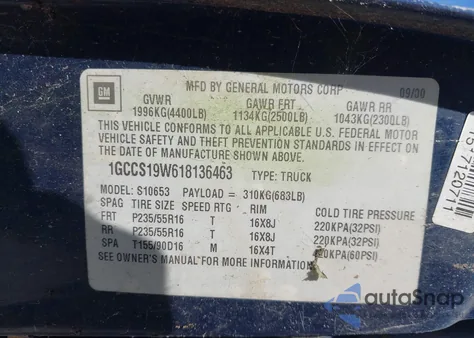 MFD BY GENERAL MOTORS CORP 09/00
GM
GVWR GAWR FRT GAWR RR
1996KG(4400LB) 1134KG(2500LB) 1043KG(2300LB)
THIS VEHICLE CONFORMS TO ALL APPLICABLE U.S. FEDERAL MOTOR
VEHICLE SAFETY AND THEFT PREVENTION STANDARDS IN EFFECT ON
THE DATE OF MANUFACTURE SHOWN ABOVE.
1GCCS19W618136463 TYPE: TRUCK
MODEL: S10653 PAYLOAD = 310KG(683LB)
SPAG TIRE SIZE SPEED RTG RIM COLD TIRE PRESSURE
FRT P235/55R16 T 16X8J 220KPA(32PSI)
RR P235/55R16 T 16X8J 220KPA(32PSI)
SPA T155/90D16 M 16X4T 420KPA(60PSI)
SEE OWNER'S MANUAL FOR ADDITIONAL INFORMATION
autoSnap